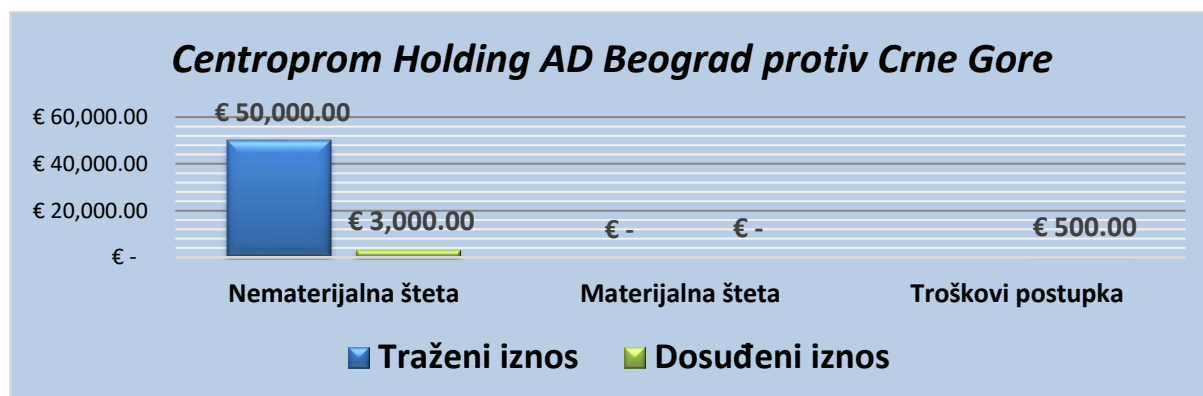 Centroprom Holding AD Beograd protiv Crne Gore
€ 60,000.00
€ 50,000.00
€ 40,000.00
€ 20,000.00
€ 3,000.00
€ -
€ -
€ 500.00
€ -
Nematerijalna šteta
Materijalna šteta
Troškovi postupka
Traženi iznos
Dosuđeni iznos